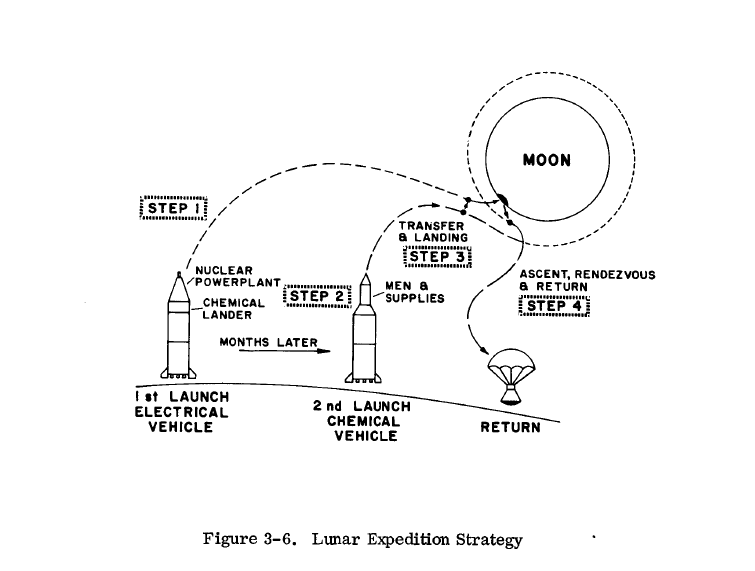 MOON
STEP 1
TRANSFER
& LANDING
STEP 3
NUCLEAR
POWERPLANT
CHEMICAL
LANDER
STEP 2
MEN &
SUPPLIES
ASCENT, RENDEZVOUS
& RETURN
STEP 4
MONTHS LATER
1 st LAUNCH
ELECTRICAL
VEHICLE
2 nd LAUNCH
CHEMICAL
VEHICLE
RETURN
Figure 3-6. Lunar Expedition Strategy